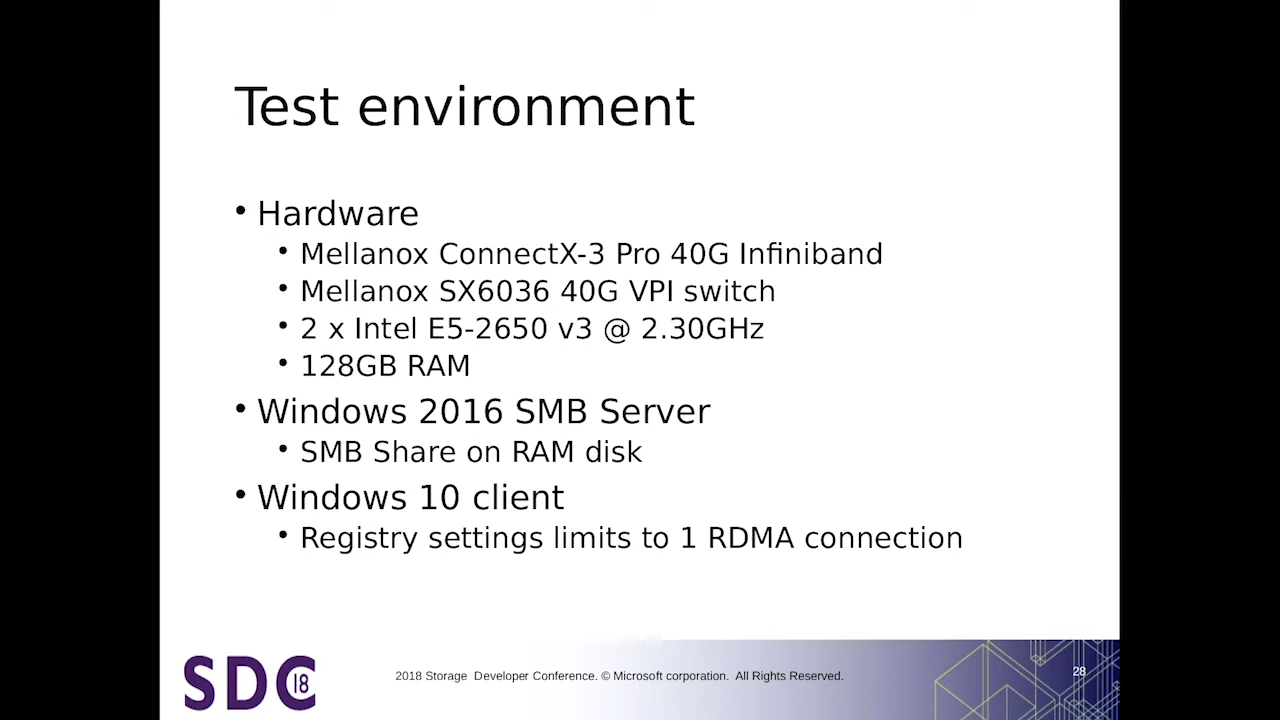 Test environment
• Hardware
• Mellanox ConnectX-3 Pro 40G Infiniband
• Mellanox SX6036 40G VPI switch
• 2 x Intel E5-2650 v3 @ 2.30GHz
• 128GB RAM
• Windows 2016 SMB Server
• SMB Share on RAM disk
• Windows 10 client
• Registry settings limits to 1 RDMA connection
SDC 18
2018 Storage  Developer Conference. © Microsoft corporation.  All Rights Reserved.
28